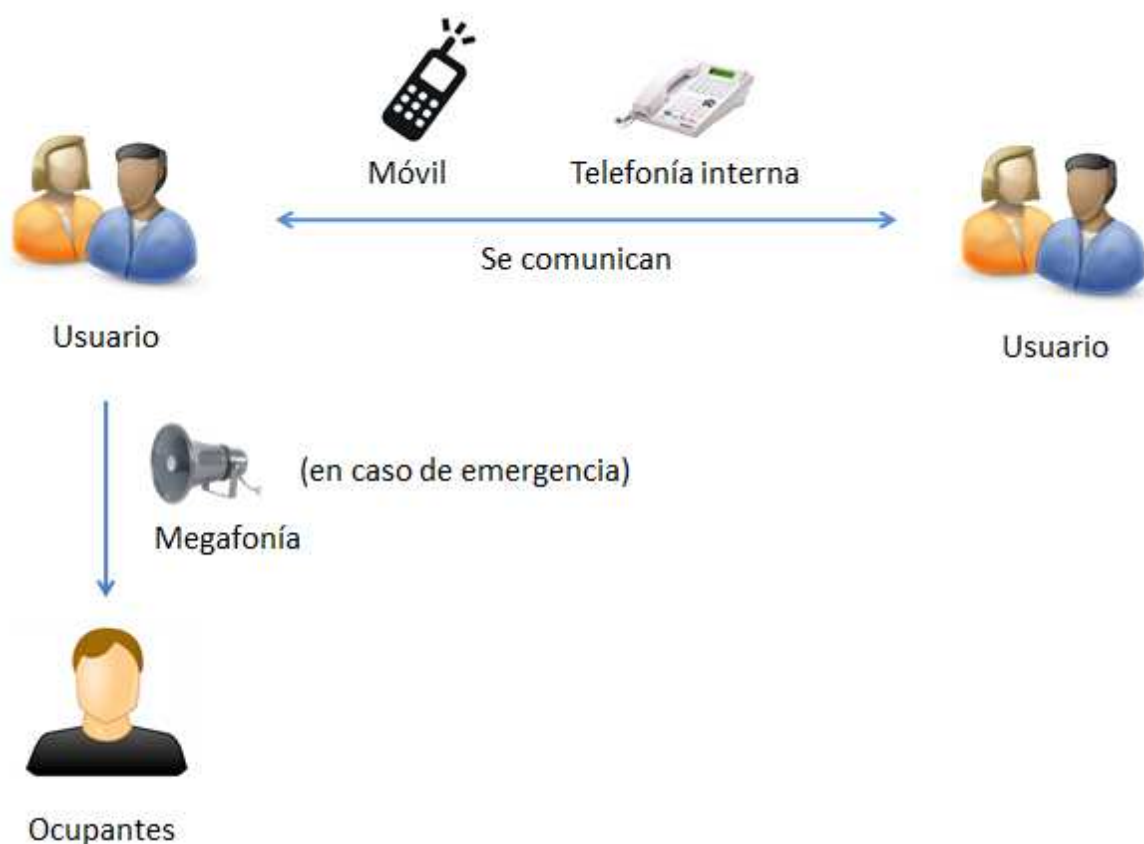 Móvil
Telefonía interna
Se comunican
Usuario
Usuario
(en caso de emergencia)
Megafonía
Ocupantes